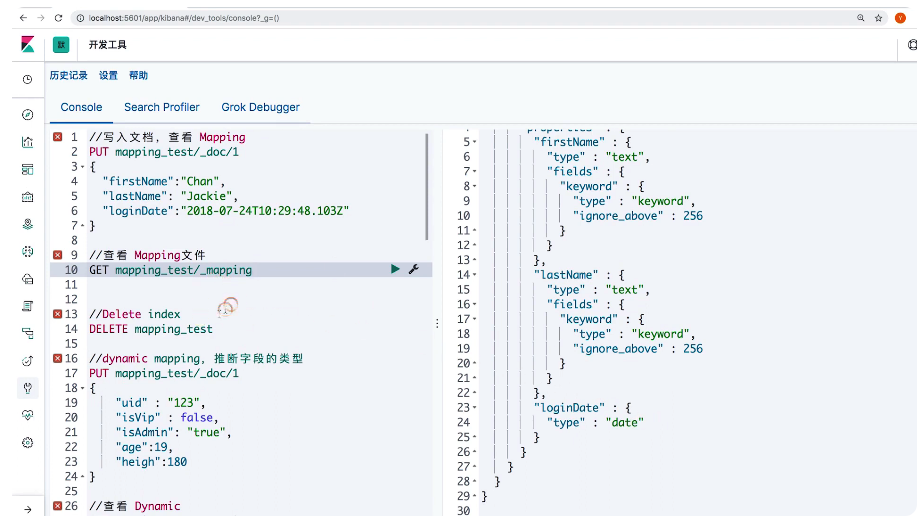 localhost:5601/app/kibana#/dev_tools/console?_g=()
Y
默
开发工具
历史记录 设置 帮助
Console Search Profiler Grok Debugger
1 //写入文档，查看 Mapping
2 PUT mapping_test/_doc/1
3 {
4 "firstName":"Chan",
5 "lastName": "Jackie",
6 "loginDate":"2018-07-24T10:29:48.103Z"
7 }
8
9 //查看 Mapping文件
10 GET mapping_test/_mapping
11
12
13 //Delete index
14 DELETE mapping_test
15
16 //dynamic mapping，推断字段的类型
17 PUT mapping_test/_doc/1
18 {
19 "uid" : "123",
20 "isVip" : false,
21 "isAdmin": "true",
22 "age":19,
23 "heigh":180
24 }
25
26 //查看 Dynamic
4 "properties" : {
5 "firstName" : {
6 "type" : "text",
7 "fields" : {
8 "keyword" : {
9 "type" : "keyword",
10 "ignore_above" : 256
11 }
12 }
13 },
14 "lastName" : {
15 "type" : "text",
16 "fields" : {
17 "keyword" : {
18 "type" : "keyword",
19 "ignore_above" : 256
20 }
21 }
22 },
23 "loginDate" : {
24 "type" : "date"
25 }
26 }
27 }
28 }
29 }
30